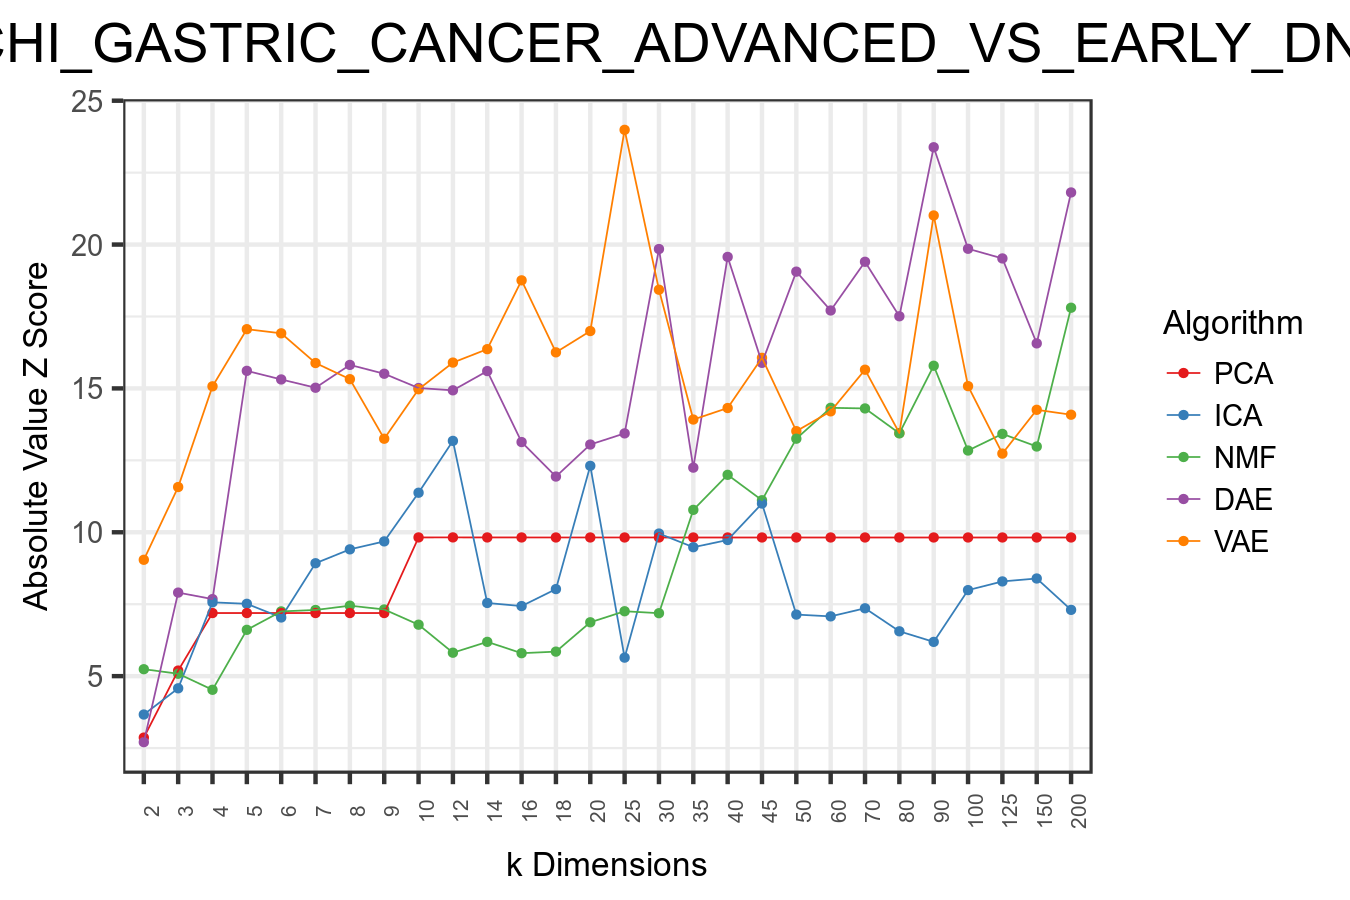 CHI_GASTRIC_CANCER_ADVANCED_VS_EARLY_DN
25
20
15
10
5
Absolute Value Z Score
2 3 4 5 6 7 8 9 10 12 14 16 18 20 25 30 35 40 45 50 60 70 80 90 100 125 150 200
k Dimensions
Algorithm
PCA
ICA
NMF
DAE
VAE